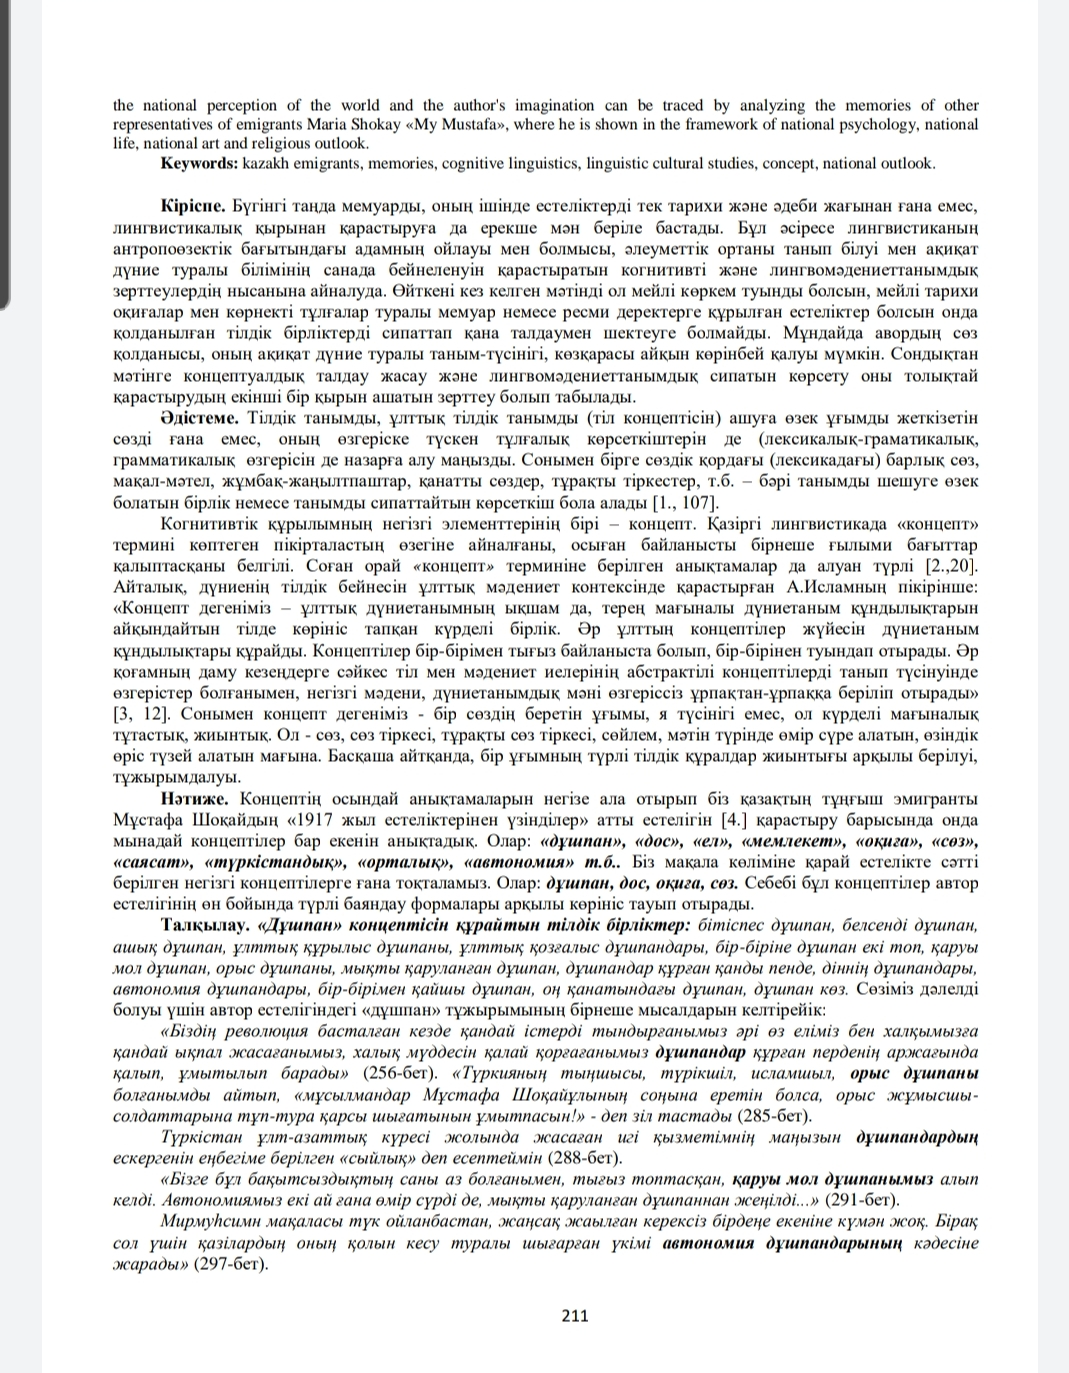 the national perception of the world and the author's imagination can be traced by analyzing the memories of other
representatives of emigrants Maria Shokay «My Mustafa», where he is shown in the framework of national psychology, national
life, national art and religious outlook.
Keywords: kazakh emigrants, memories, cognitive linguistics, linguistic cultural studies, concept, national outlook.
Кіріспе. Бүгінгі таңда мемуарды, оның ішінде естеліктерді тек тарихи және әдеби жағынан ғана емес,
лингвистикалық қырынан қарастыруға да ерекше мән беріле бастады. Бұл әсіресе лингвистиканың
антропоөзектік бағытындағы адамның ойлауы мен болмысы, әлеуметтік ортаны танып білуі мен ақиқат
дүние туралы білімінің санада бейнеленуін қарастыратын когнитивті және лингвомәдениеттанымдық
зерттеулердің нысанына айналуда. Өйткені кез келген мәтінді ол мейлі көркем туынды болсын, мейлі тарихи
оқиғалар мен көрнекті тұлғалар туралы мемуар немесе ресми деректерге құрылған естеліктер болсын онда
қолданылған тілдік бірліктерді сипаттап қана талдаумен шектеуге болмайды. Мұндайда авордың сөз
қолданысы, оның ақиқат дүние туралы таным-түсінігі, көзқарасы айқын көрінбей қалуы мүмкін. Сондықтан
мәтінге концептуалдық талдау жасау және лингвомәдениеттанымдық сипатын көрсету оны толықтай
қарастырудың екінші бір қырын ашатын зерттеу болып табылады.
Әдістеме. Тілдік танымды, ұлттық тілдік танымды (тіл концептісін) ашуға өзек ұғымды жеткізетін
сөзді ғана емес, оның өзгеріске түскен тұлғалық көрсеткіштерін де (лексикалық-граматикалық,
грамматикалық өзгерісін де назарға алу маңызды. Сонымен бірге сөздік қордағы (лексикадағы) барлық сөз,
мақал-мәтел, жұмбақ-жаңылтпаштар, қанатты сөздер, тұрақты тіркестер, т.б. – бәрі танымды шешуге өзек
болатын бірлік немесе танымды сипаттайтын көрсеткіш бола алады [1., 107].
Когнитивтік құрылымның негізгі элементтерінің бірі – концепт. Қазіргі лингвистикада «концепт»
термині көптеген пікірталастың өзегіне айналғаны, осыған байланысты бірнеше ғылыми бағыттар
қалыптасқаны белгілі. Соған орай «концепт» терминіне берілген анықтамалар да алуан түрлі [2.,20].
Айталық, дүниенің тілдік бейнесін ұлттық мәдениет контексінде қарастырған А.Исламның пікірінше:
«Концепт дегеніміз – ұлттық дүниетанымның ықшам да, терең мағыналы дүниетаным құндылықтарын
айқындайтын тілде көрініс тапқан күрделі бірлік. Әр ұлттың концептілер жүйесін дүниетаным
құндылықтары құрайды. Концептілер бір-бірімен тығыз байланыста болып, бір-бірінен туындап отырады. Әр
қоғамның даму кезеңдерге сәйкес тіл мен мәдениет иелерінің абстрактілі концептілерді танып түсінуінде
өзгерістер болғанымен, негізгі мәдени, дүниетанымдық мәні өзгеріссіз ұрпақтан-ұрпаққа беріліп отырады»
[3, 12]. Сонымен концепт дегеніміз - бір сөздің беретін ұғымы, я түсінігі емес, ол күрделі мағыналық
тұтастық, жиынтық. Ол - сөз, сөз тіркесі, тұрақты сөз тіркесі, сөйлем, мәтін түрінде өмір сүре алатын, өзіндік
өріс түзей алатын мағына. Басқаша айтқанда, бір ұғымның түрлі тілдік құралдар жиынтығы арқылы берілуі,
тұжырымдалуы.
Нәтиже. Концептің осындай анықтамаларын негізе ала отырып біз қазақтың тұңғыш эмигранты
Мұстафа Шоқайдың «1917 жыл естеліктерінен үзінділер» атты естелігін [4.] қарастыру барысында онда
мынадай концептілер бар екенін анықтадық. Олар: «дұшпан», «дос», «ел», «мемлекет», «оқиға», «сөз»,
«саясат», «түркістандық», «орталық», «автономия» т.б.. Біз мақала көліміне қарай естелікте сәтті
берілген негізгі концептілерге ғана тоқталамыз. Олар: дұшпан, дос, оқиға, сөз. Себебі бұл концептілер автор
естелігінің өн бойында түрлі баяндау формалары арқылы көрініс тауып отырады.
Талқылау. «Дұшпан» концептісін құрайтын тілдік бірліктер: бітіспес дұшпан, белсенді дұшпан,
ашық дұшпан, ұлттық құрылыс дұшпаны, ұлттық қозғалыс дұшпандары, бір-біріне дұшпан екі топ, қаруы
мол дұшпан, орыс дұшпаны, мықты қаруланған дұшпан, дұшпандар құрған қанды пенде, діннің дұшпандары,
автономия дұшпандары, бір-бірімен қайшы дұшпан, оң қанатындағы дұшпан, дұшпан көз. Сөзіміз дәлелді
болуы үшін автор естелігіндегі «дұшпан» тұжырымының бірнеше мысалдарын келтірейік:
«Біздің революция басталған кезде қандай істерді тындырғанымыз әрі өз еліміз бен халқымызға
қандай ықпал жасағанымыз, халық мүддесін қалай қорғағанымыз дұшпандар құрған перденің аржағында
қалып, ұмытылып барады» (256-бет). «Түркияның тыңшысы, түрікшіл, исламшыл, орыс дұшпаны
болғанымды айтып, «мұсылмандар Мұстафа Шоқайұлының соңына еретін болса, орыс жұмысшы-
солдаттарына тұп-тура қарсы шығатынын ұмытпасын!» - деп зіл тастады (285-бет).
Түркістан ұлт-азаттық күресі жолында жасаған игі қызметімнің маңызын дұшпандардың
ескергенін еңбегіме берілген «сыйлық» деп есептеймін (288-бет).
«Бізге бұл бақытсыздықтың саны аз болғанымен, тығыз топтасқан, қаруы мол дұшпанымыз алып
келді. Автономиямыз екі ай ғана өмір сүрді де, мықты қаруланған дұшпаннан жеңілді...» (291-бет).
Мирмуһсимн мақаласы түк ойланбастан, жаңсақ жаылған керексіз бірдеңе екеніне күмән жоқ. Бірақ
сол үшін қазілардың оның қолын кесу туралы шығарған үкімі автономия дұшпандарының кәдесіне
жарады» (297-бет).
211